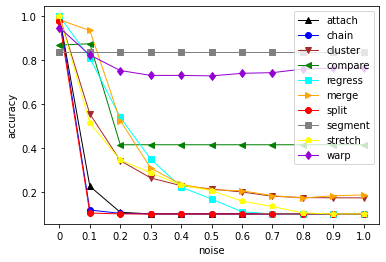 1.0
0.8
0.6
0.4
0.2
accuracy
0
0.1
0.2
0.3
0.4
0.5
0.6
0.7
0.8
0.9
1.0
noise
attach
chain
cluster
compare
regress
merge
split
segment
stretch
warp